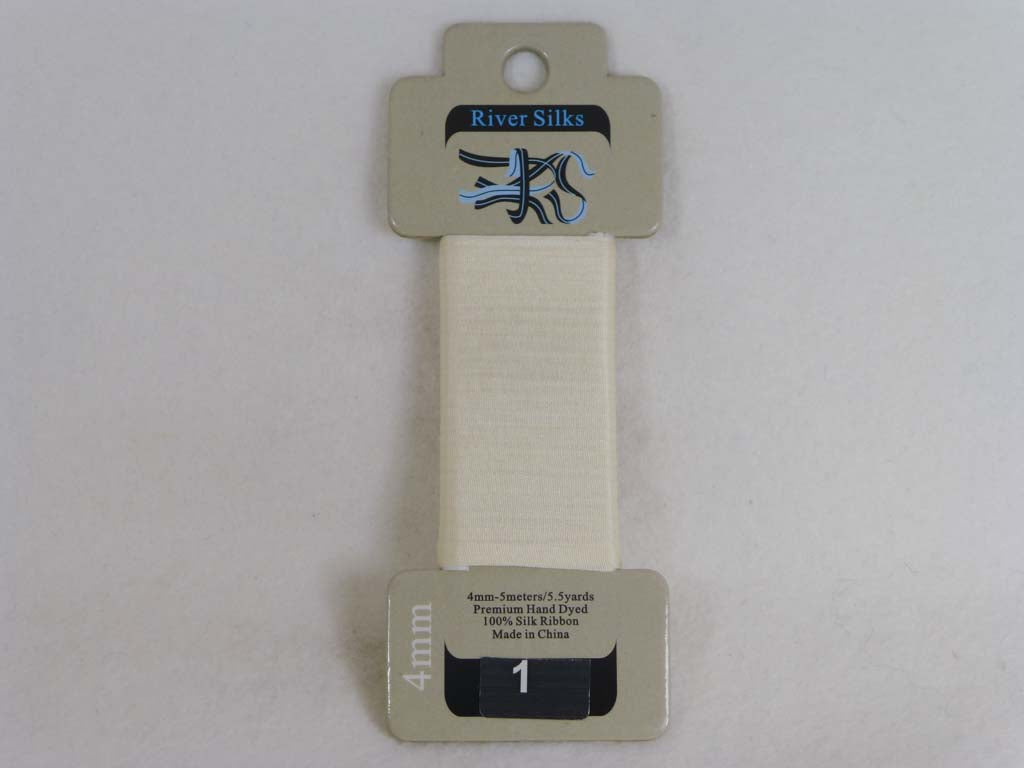 River Silks
4mm
4mm-5meters/5.5yards
Premium Hand Dyed
100% Silk Ribbon
Made in China
1